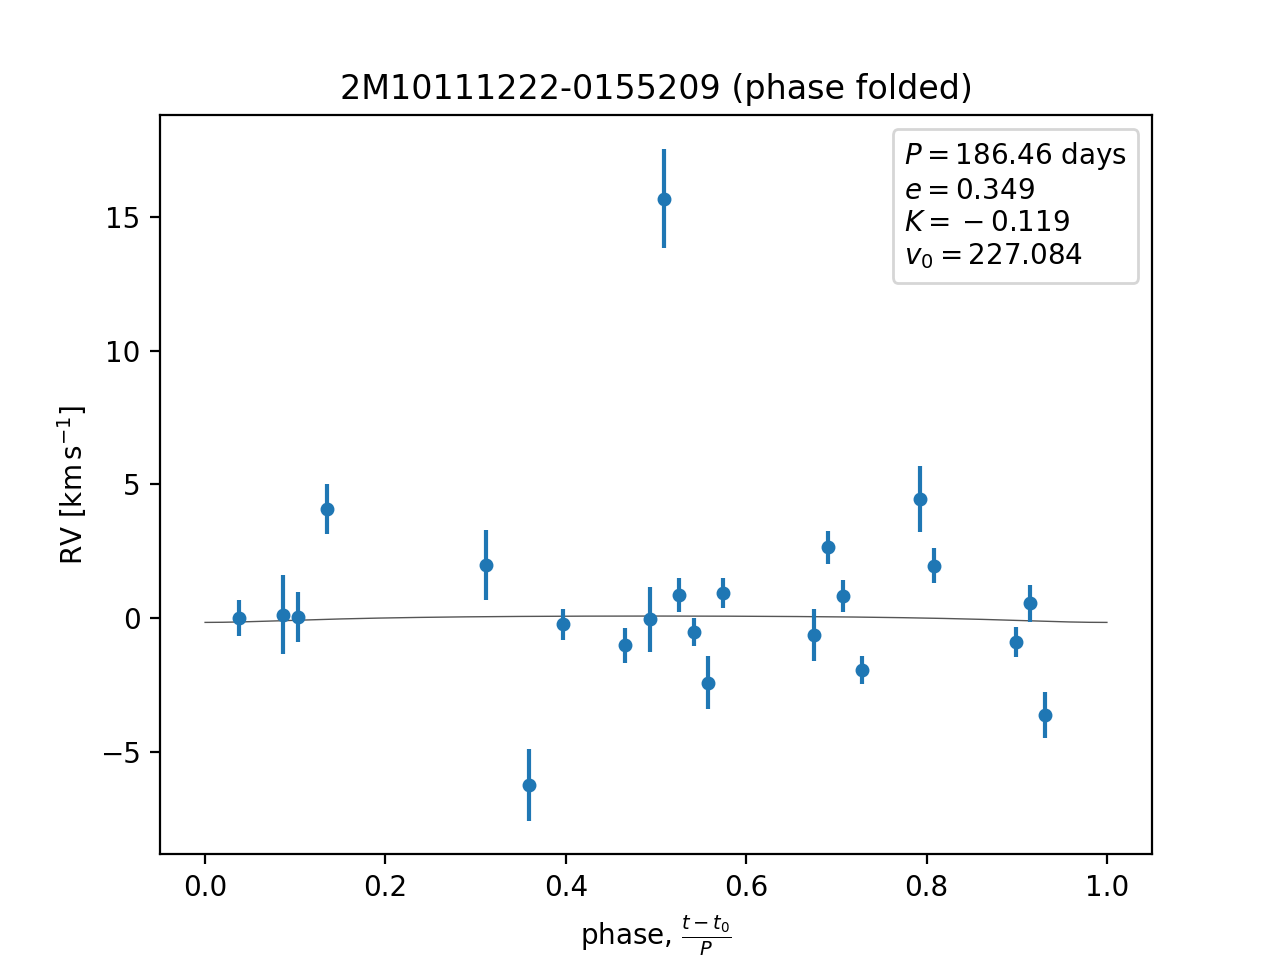 2M10111222-0155209 (phase folded)
P = 186.46 days
e = 0.349
K = −0.119
v₀ = 227.084
RV [km s⁻¹]
15
10
5
0
−5
0.0 0.2 0.4 0.6 0.8 1.0
phase, (t − t₀)/P